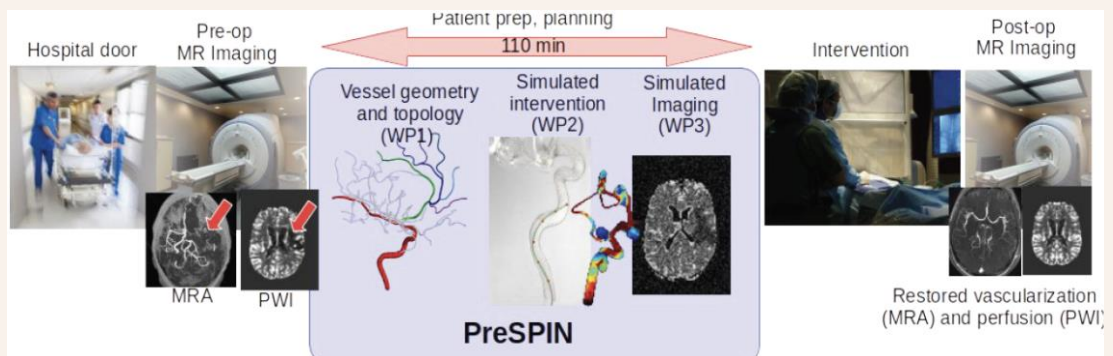 Patient prep, planning
110 min
Hospital door
Pre-op
MR Imaging
MRA
PWI
Vessel geometry
and topology
(WP1)
Simulated
intervention
(WP2)
Simulated
Imaging
(WP3)
PreSPIN
Intervention
Post-op
MR Imaging
Restored vascularization
(MRA) and perfusion (PWI)